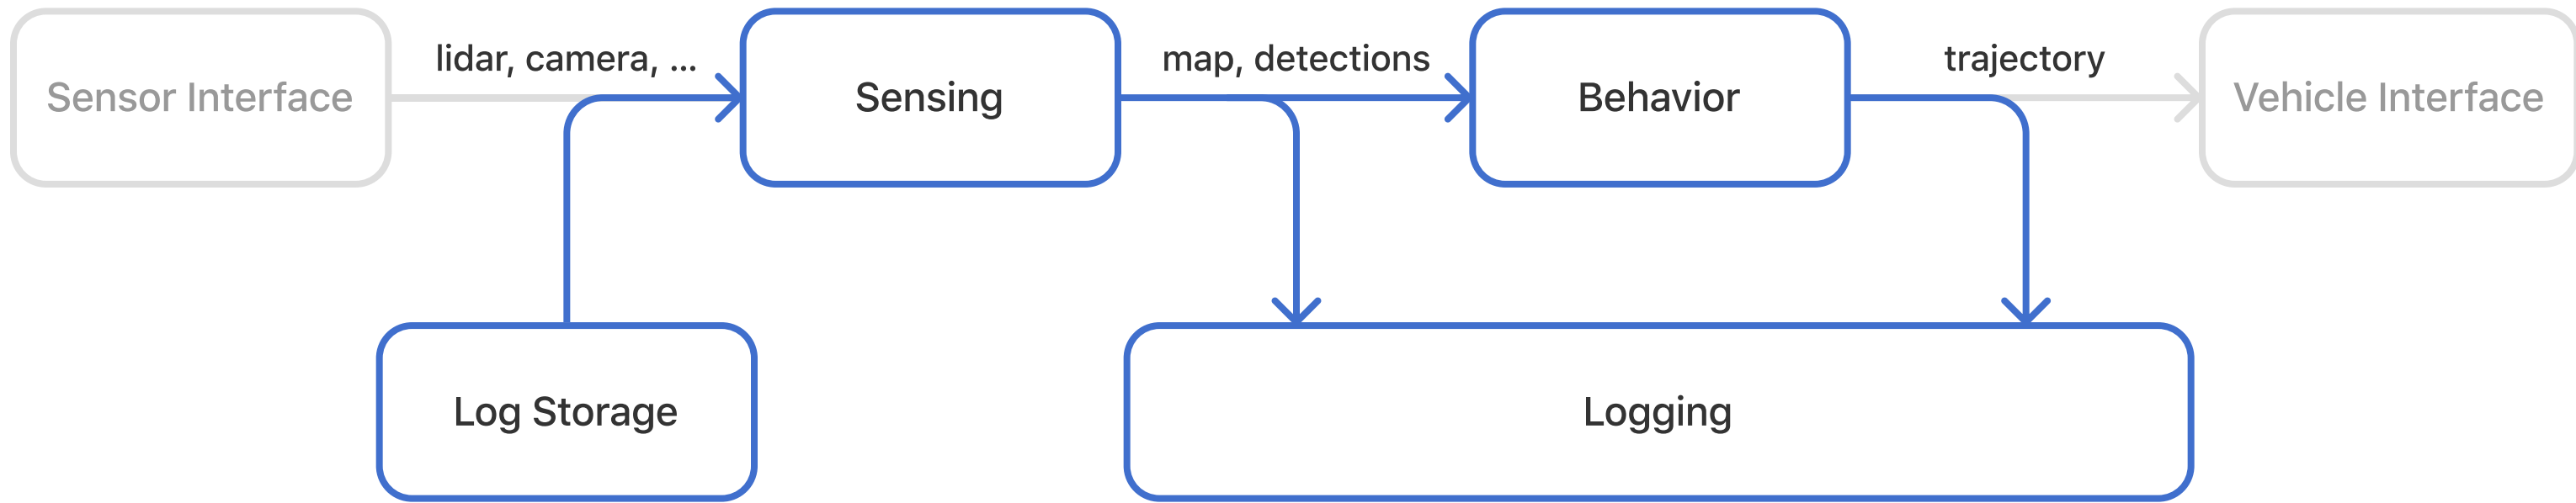 lidar, camera, ...
map, detections
trajectory
Sensor Interface
Sensing
Behavior
Vehicle Interface
Log Storage
Logging